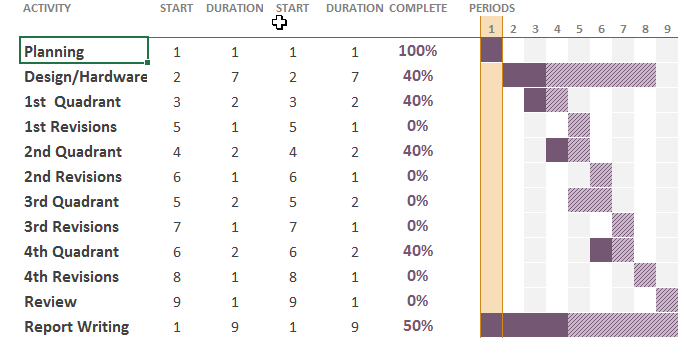 ACTIVITY START DURATION START DURATION COMPLETE PERIODS
1 2 3 4 5 6 7 8 9
Planning 1 1 1 1 100%
Design/Hardware 2 7 2 7 40%
1st Quadrant 3 2 3 2 40%
1st Revisions 5 1 5 1 0%
2nd Quadrant 4 2 4 2 40%
2nd Revisions 6 1 6 1 0%
3rd Quadrant 5 2 5 2 0%
3rd Revisions 7 1 7 1 0%
4th Quadrant 6 2 6 2 40%
4th Revisions 8 1 8 1 0%
Review 9 1 9 1 0%
Report Writing 1 9 1 9 50%